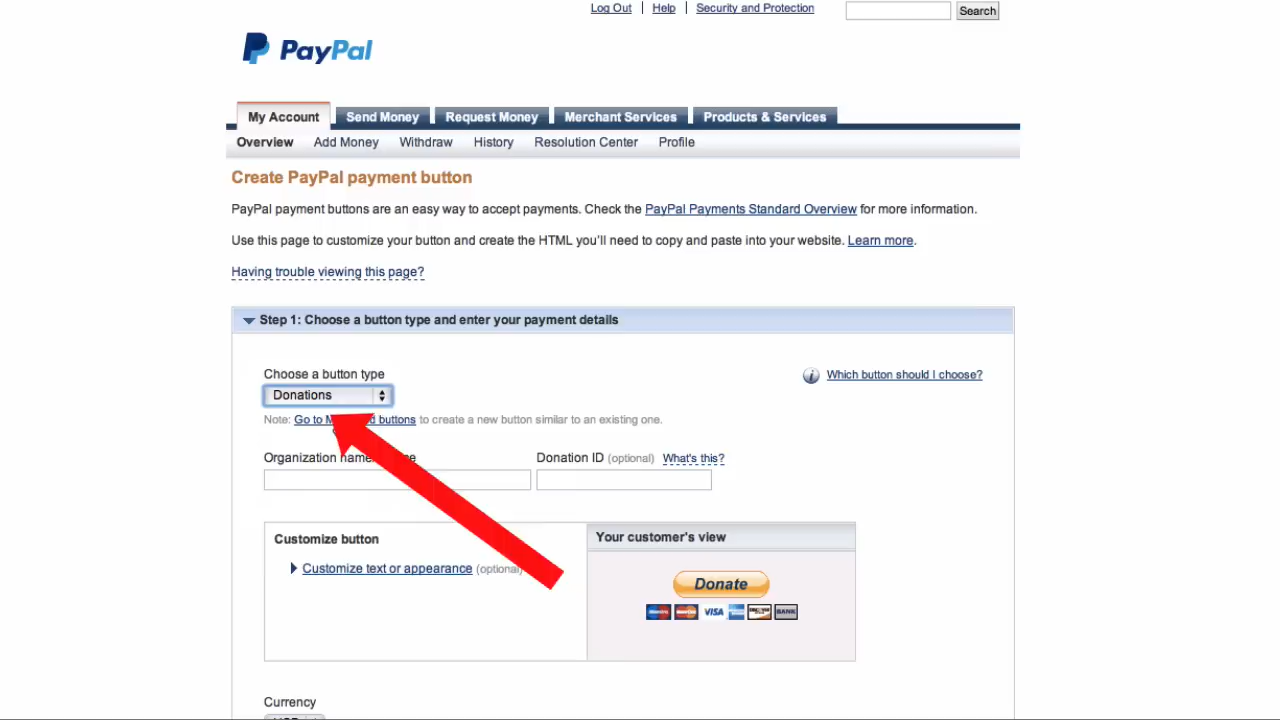 Log Out Help Security and Protection Search
PayPal
My Account Send Money Request Money Merchant Services Products & Services
Overview Add Money Withdraw History Resolution Center Profile
Create PayPal payment button
PayPal payment buttons are an easy way to accept payments. Check the PayPal Payments Standard Overview for more information.
Use this page to customize your button and create the HTML you'll need to copy and paste into your website. Learn more.
Having trouble viewing this page?
Step 1: Choose a button type and enter your payment details
Choose a button type
Which button should I choose?
Donations
Note: Go to buttons to create a new button similar to an existing one.
Organization Donation ID (optional) What's this?
Customize button
Your customer's view
Customize text or appearance (optional)
Donate
VISA BANK
Currency